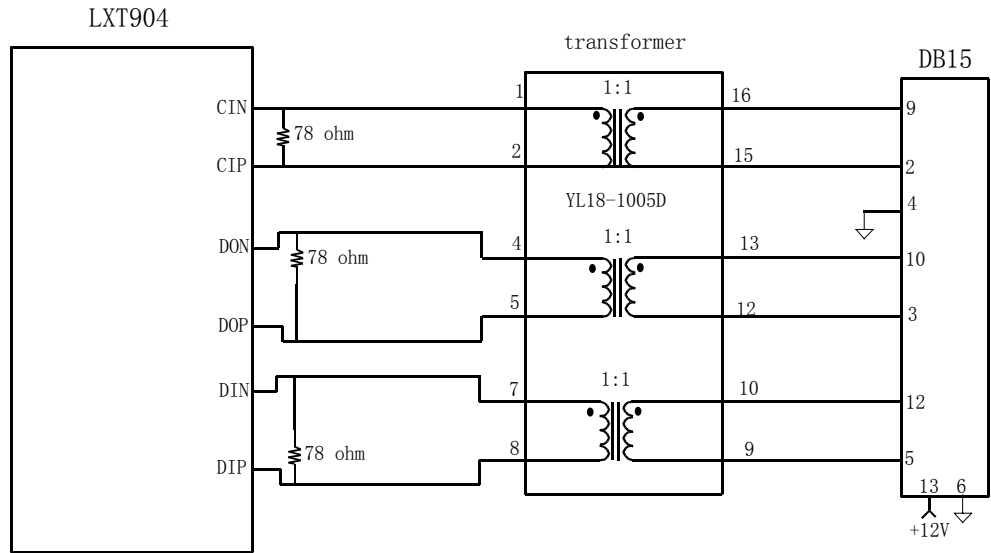 LXT904
transformer
DB15
CIN
78 ohm
CIP
1
1:1
16
9
2
15
2
YL18-1005D
4
DON
78 ohm
4
1:1
13
10
DOP
5
12
3
DIN
78 ohm
DIP
7
1:1
10
12
8
9
5
13 6
+12V